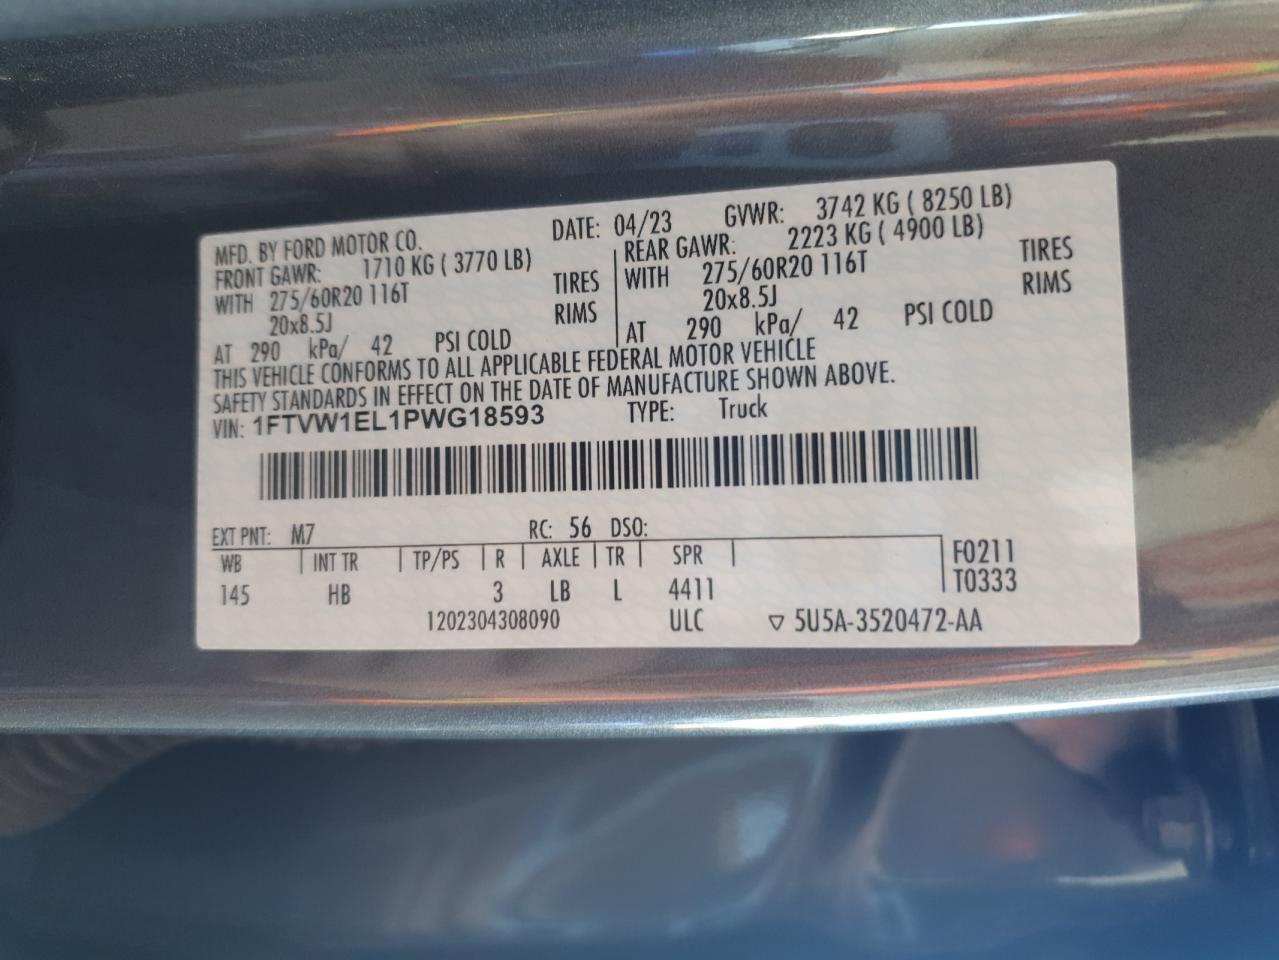 MFD. BY FORD MOTOR CO. DATE: 04/23 GVWR: 3742 KG ( 8250 LB)
FRONT GAWR: 1710 KG ( 3770 LB) REAR GAWR: 2223 KG ( 4900 LB)
WITH 275/60R20 116T TIRES WITH 275/60R20 116T TIRES
20x8.5J RIMS 20x8.5J RIMS
AT 290 kPa/ 42 PSI COLD AT 290 kPa/ 42 PSI COLD
THIS VEHICLE CONFORMS TO ALL APPLICABLE FEDERAL MOTOR VEHICLE
SAFETY STANDARDS IN EFFECT ON THE DATE OF MANUFACTURE SHOWN ABOVE.
VIN: 1FTVW1EL1PWG18593 TYPE: Truck
EXT PNT: M7 RC: 56 DSO:
WB INT TR TP/PS R AXLE TR SPR F0211
145 HB 3 LB L 4411 T0333
1202304308090 ULC ▽ 5U5A-3520472-AA